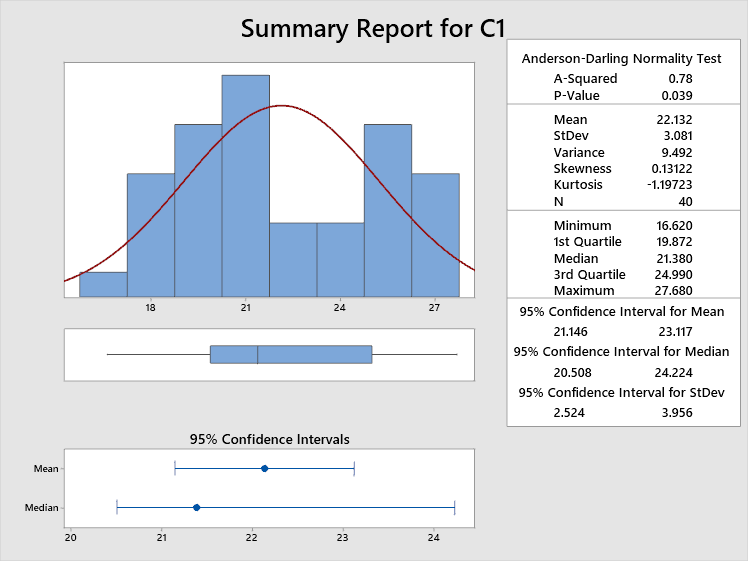 Summary Report for C1
18 21 24 27
Anderson-Darling Normality Test
A-Squared 0.78
P-Value 0.039
Mean 22.132
StDev 3.081
Variance 9.492
Skewness 0.13122
Kurtosis -1.19723
N 40
Minimum 16.620
1st Quartile 19.872
Median 21.380
3rd Quartile 24.990
Maximum 27.680
95% Confidence Interval for Mean
21.146 23.117
95% Confidence Interval for Median
20.508 24.224
95% Confidence Interval for StDev
2.524 3.956
95% Confidence Intervals
Mean
Median
20 21 22 23 24